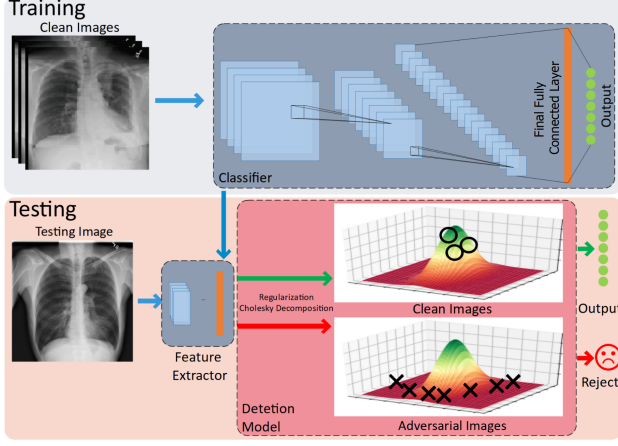 Training
Clean Images
Classifier
Final Fully
Connected Layer
Output
Testing
Testing Image
Feature
Extractor
Regularization
Cholesky Decomposition
Clean Images
Adversarial Images
Detetion
Model
Output
Reject